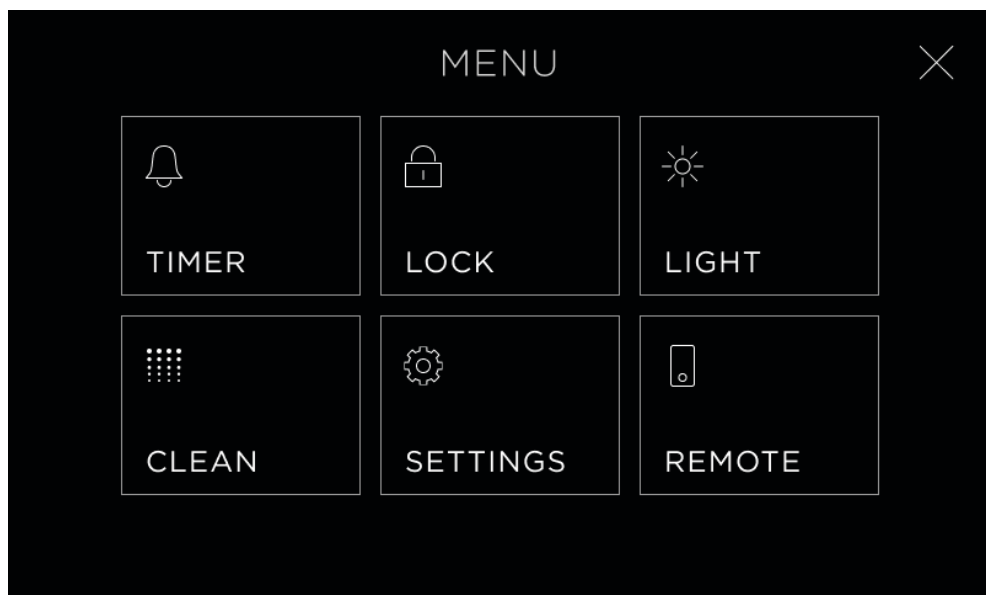 MENU
TIMER
LOCK
LIGHT
CLEAN
SETTINGS
REMOTE